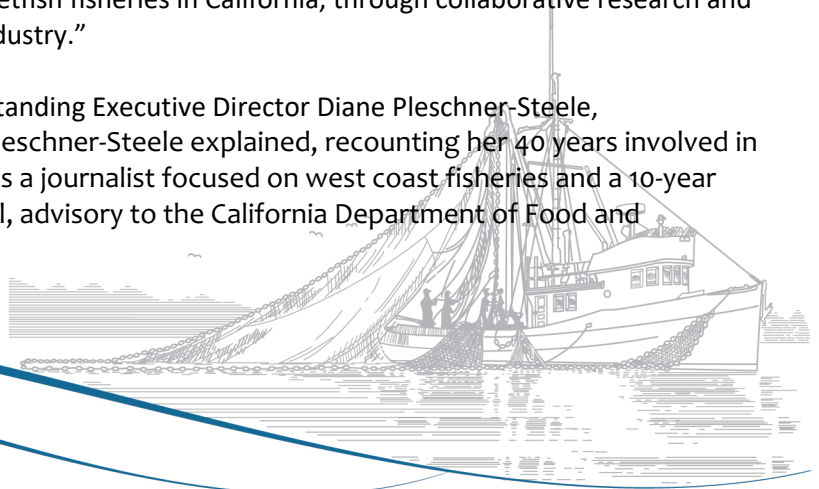 etfish fisheries in California, through collaborative research and
dustry.”
tanding Executive Director Diane Pleschner-Steele,
leschner-Steele explained, recounting her 40 years involved in
s a journalist focused on west coast fisheries and a 10-year
l, advisory to the California Department of Food and